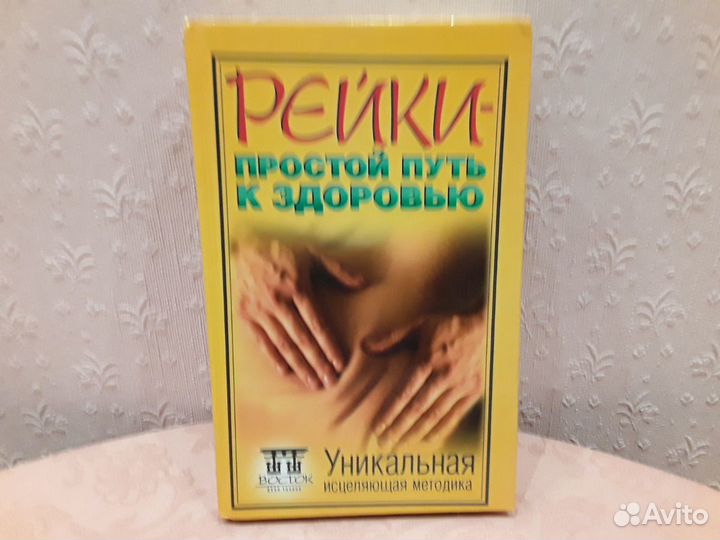 РЕЙКИ-
ПРОСТОЙ ПУТЬ
К ЗДОРОВЬЮ
ВОСТОК
Уникальная
исцеляющая методика
Avito